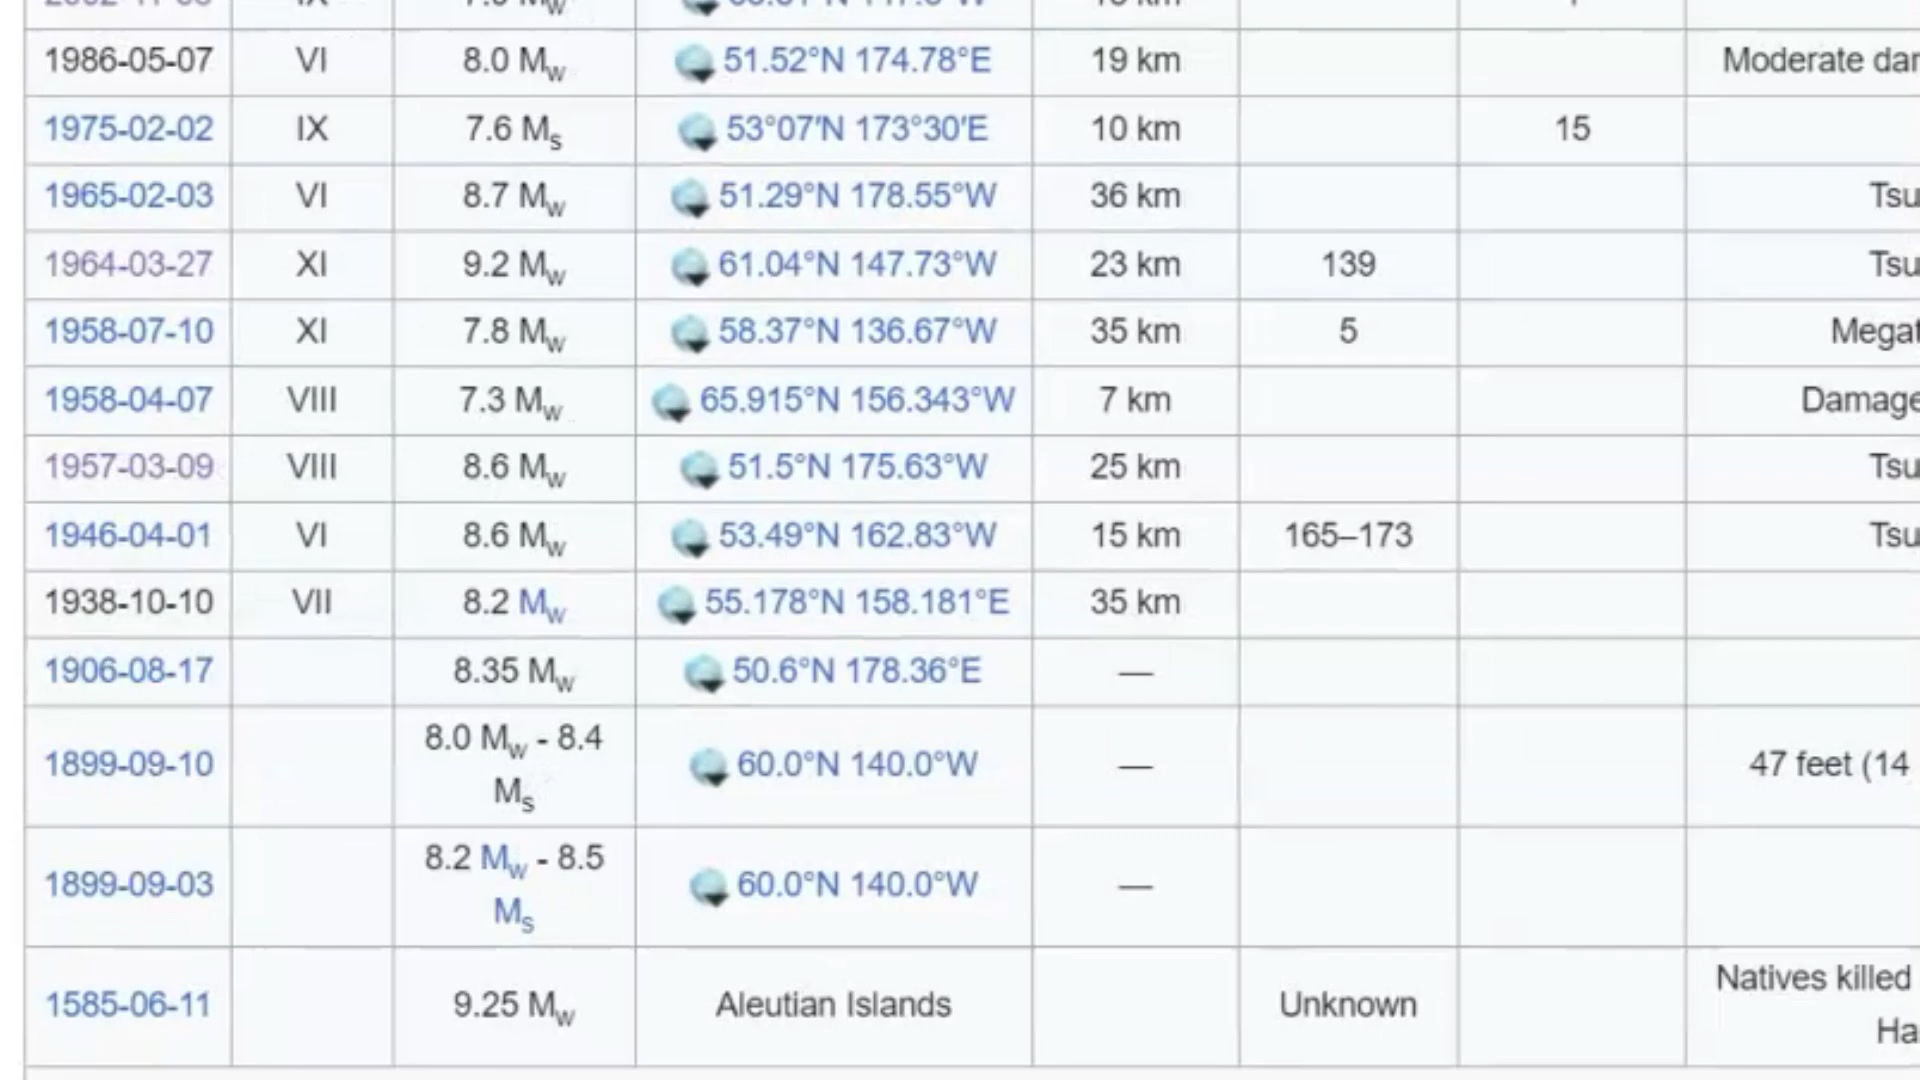 1986-05-07 VI 8.0 Mw 51.52°N 174.78°E 19 km Moderate
1975-02-02 IX 7.6 Ms 53°07′N 173°30′E 10 km 15
1965-02-03 VI 8.7 Mw 51.29°N 178.55°W 36 km Tsu
1964-03-27 XI 9.2 Mw 61.04°N 147.73°W 23 km 139 Tsu
1958-07-10 XI 7.8 Mw 58.37°N 136.67°W 35 km 5 Megat
1958-04-07 VIII 7.3 Mw 65.915°N 156.343°W 7 km Damage
1957-03-09 VIII 8.6 Mw 51.5°N 175.63°W 25 km Tsu
1946-04-01 VI 8.6 Mw 53.49°N 162.83°W 15 km 165–173 Tsu
1938-10-10 VII 8.2 Mw 55.178°N 158.181°E 35 km
1906-08-17 8.35 Mw 50.6°N 178.36°E —
1899-09-10 8.0 Mw - 8.4 Ms 60.0°N 140.0°W — 47 feet (14
1899-09-03 8.2 Mw - 8.5 Ms 60.0°N 140.0°W —
1585-06-11 9.25 Mw Aleutian Islands Unknown Natives killed
Ha